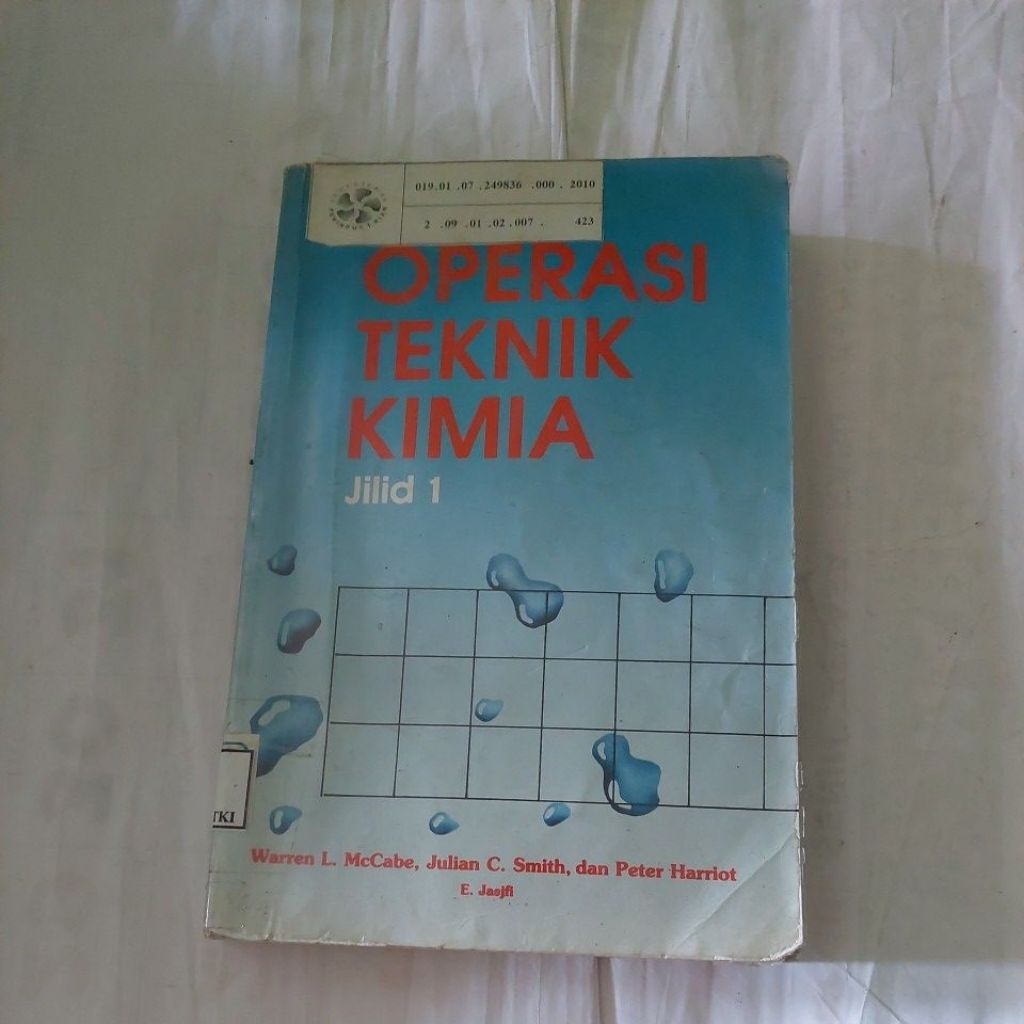 019.01 .07 .249836 .000 . 2010
2 .09 .01 .02 .007 . 423
OPERASI
TEKNIK
KIMIA
Jilid 1
TKI
Warren L. McCabe, Julian C. Smith, dan Peter Harriot
E. Jasjfi